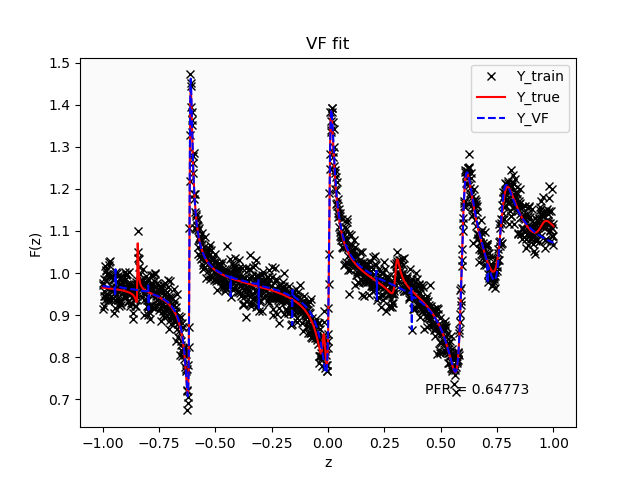 VF fit
Y_train
Y_true
Y_VF
1.5
1.4
1.3
1.2
1.1
1.0
0.9
0.8
0.7
F(z)
PFR = 0.64773
−1.00 −0.75 −0.50 −0.25 0.00 0.25 0.50 0.75 1.00
z